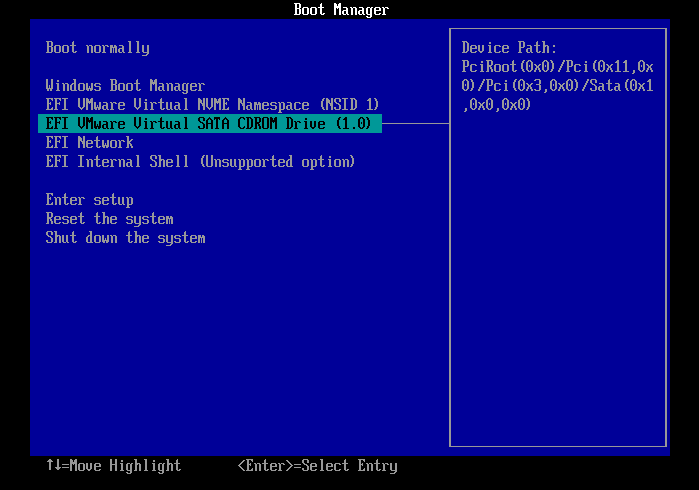 Boot Manager
Boot normally
Windows Boot Manager
EFI VMware Virtual NVME Namespace (NSID 1)
EFI VMware Virtual SATA CDROM Drive (1.0)
EFI Network
EFI Internal Shell (Unsupported option)
Enter setup
Reset the system
Shut down the system
Device Path:
PciRoot(0x0)/Pci(0x11,0x
0)/Pci(0x3,0x0)/Sata(0x1
,0x0,0x0)
↑↓=Move Highlight
<Enter>=Select Entry